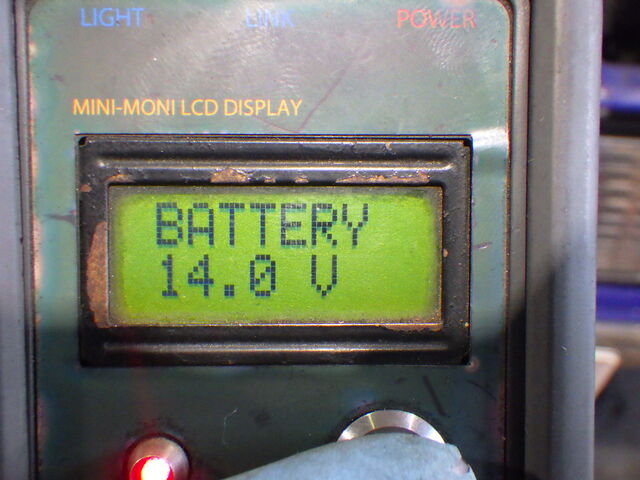 LIGHT LINK POWER
MINI-MONI LCD DISPLAY
BATTERY
14.0 V